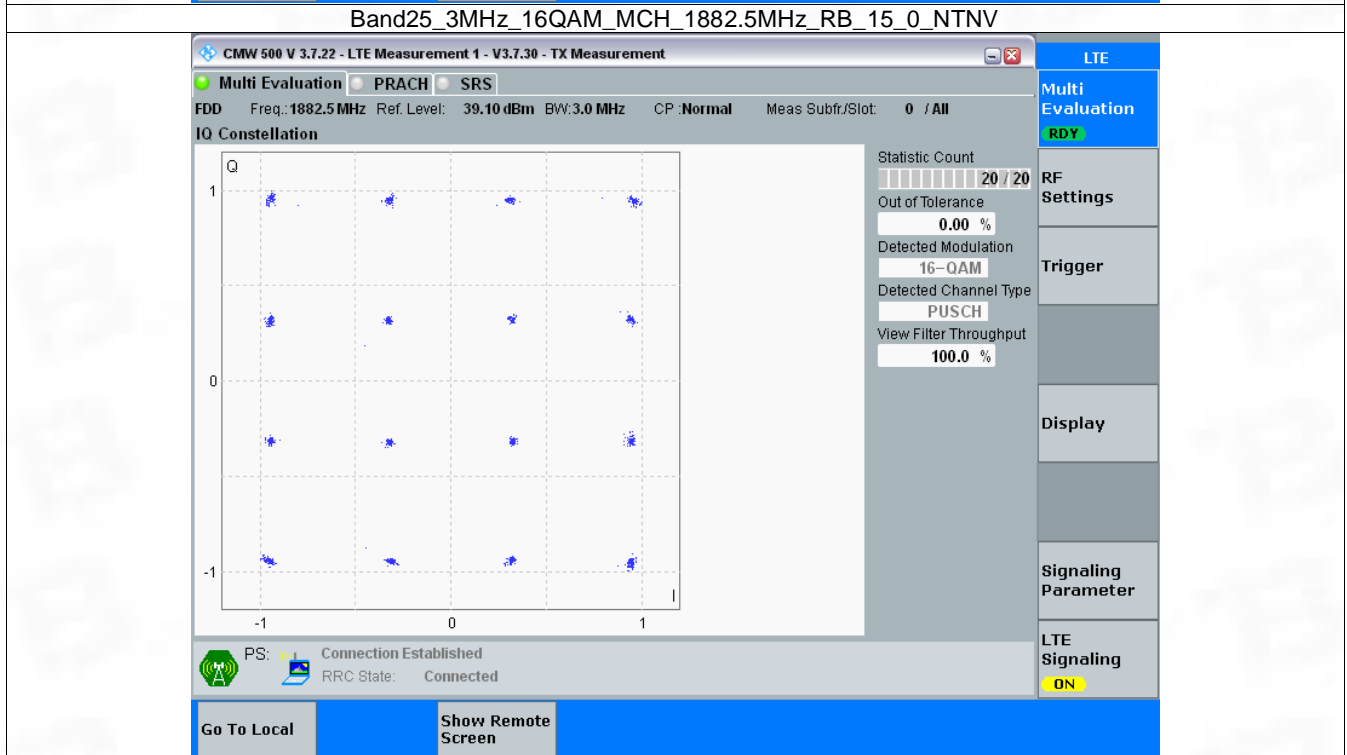 Band25_3MHz_16QAM_MCH_1882.5MHz_RB_15_0_NTNV
CMW 500 V 3.7.22 - LTE Measurement 1 - V3.7.30 - TX Measurement
LTE
Multi Evaluation PRACH SRS
Multi
Evaluation
RDY
FDD Freq.: 1882.5 MHz Ref. Level: 39.10 dBm BW: 3.0 MHz CP : Normal Meas Subfr./Slot: 0 / All
IQ Constellation
Q
1
0
-1
-1 0 1
I
Statistic Count
20 / 20
Out of Tolerance
0.00 %
Detected Modulation
16-QAM
Detected Channel Type
PUSCH
View Filter Throughput
100.0 %
RF
Settings
Trigger
Display
Signaling
Parameter
LTE
Signaling
ON
PS: Connection Established
RRC State: Connected
Go To Local
Show Remote
Screen